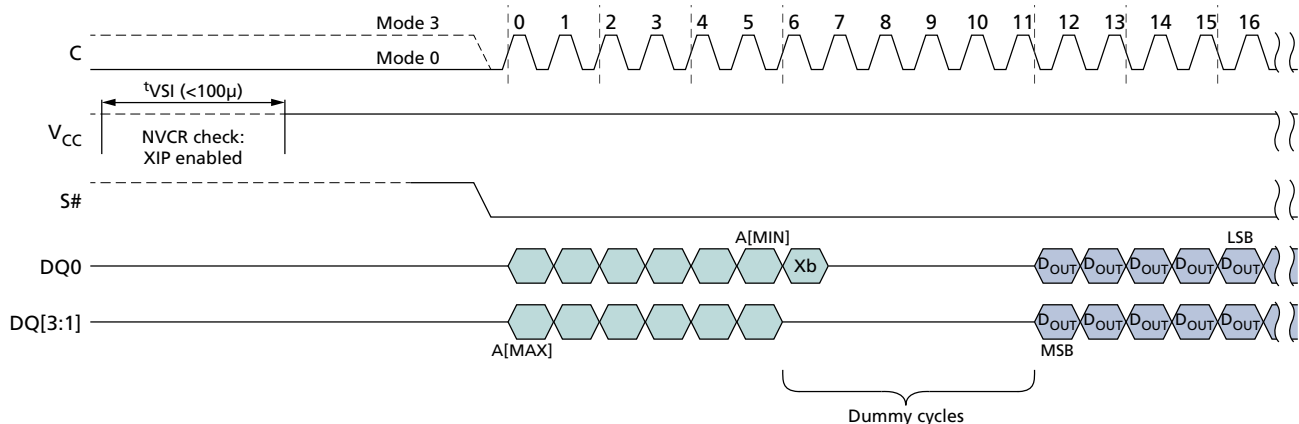 Mode 3
0 1 2 3 4 5 6 7 8 9 10 11 12 13 14 15 16
C
Mode 0
tVSI (<100µ)
VCC
NVCR check:
XIP enabled
S#
A[MIN]
LSB
DQ0
Xb
DOUT DOUT DOUT DOUT DOUT
DQ[3:1]
DOUT DOUT DOUT DOUT DOUT
A[MAX]
MSB
Dummy cycles